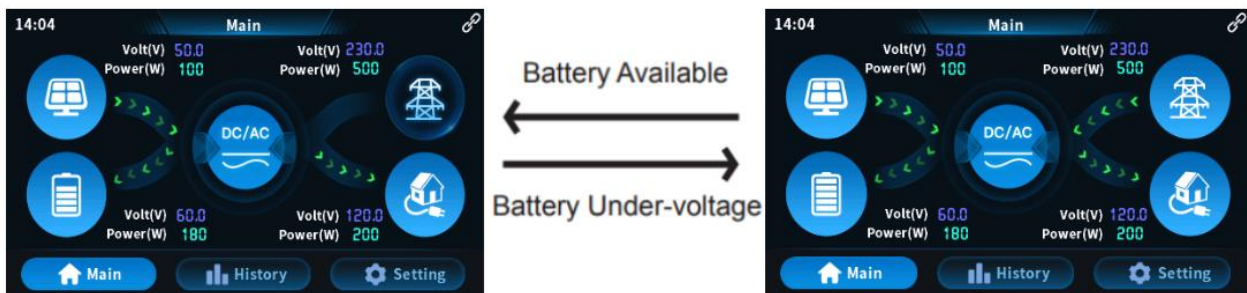 14:04
Main
Volt(V) 50.0
Power(W) 100
Volt(V) 230.0
Power(W) 500
DC/AC
Volt(V) 60.0
Power(W) 180
Volt(V) 120.0
Power(W) 200
Main
History
Setting
Battery Available
Battery Under-voltage
14:04
Main
Volt(V) 50.0
Power(W) 100
Volt(V) 230.0
Power(W) 500
DC/AC
Volt(V) 60.0
Power(W) 180
Volt(V) 120.0
Power(W) 200
Main
History
Setting